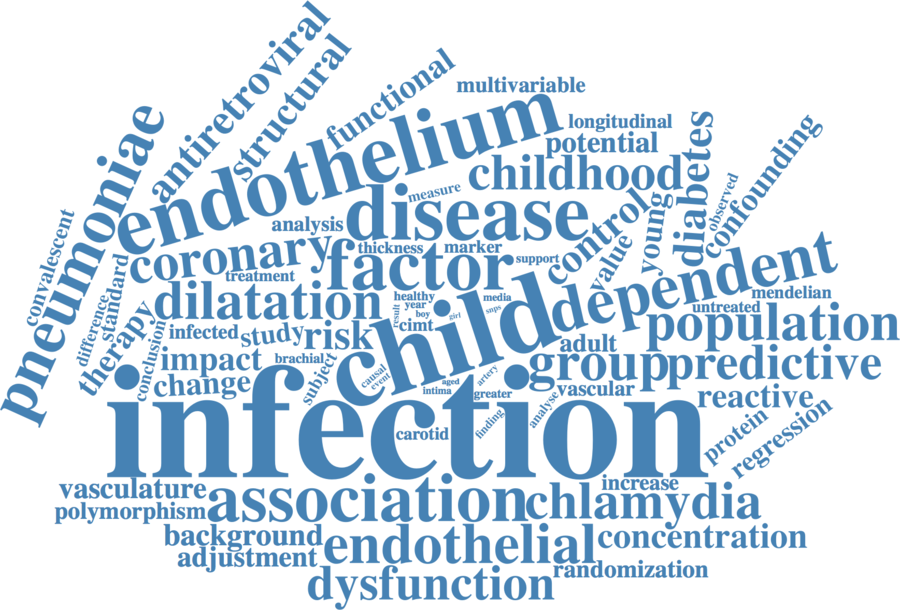 antiretroviral
structural
functional
multivariable
endothelium
longitudinal
potential
pneumoniae
diabetes
confounding
childhood
observed
measure
disease
control
young
value
convalescent
analysis
coronary
thickness
marker
factor
support
treatment
standard
difference
dilatation
healthy
year
boy
result
cimt
girl
media
snps
child
dependent
mendelian
untreated
population
therapy
conclusion
infected
study
risk
adult
impact
brachial
subject
group
predictive
change
causal
event
aged
intima
artery
greater
vascular
reactive
infection
carotid
finding
analyse
protein
regression
vasculature
association
increase
chlamydia
polymorphism
background
endothelial
concentration
adjustment
randomization
dysfunction